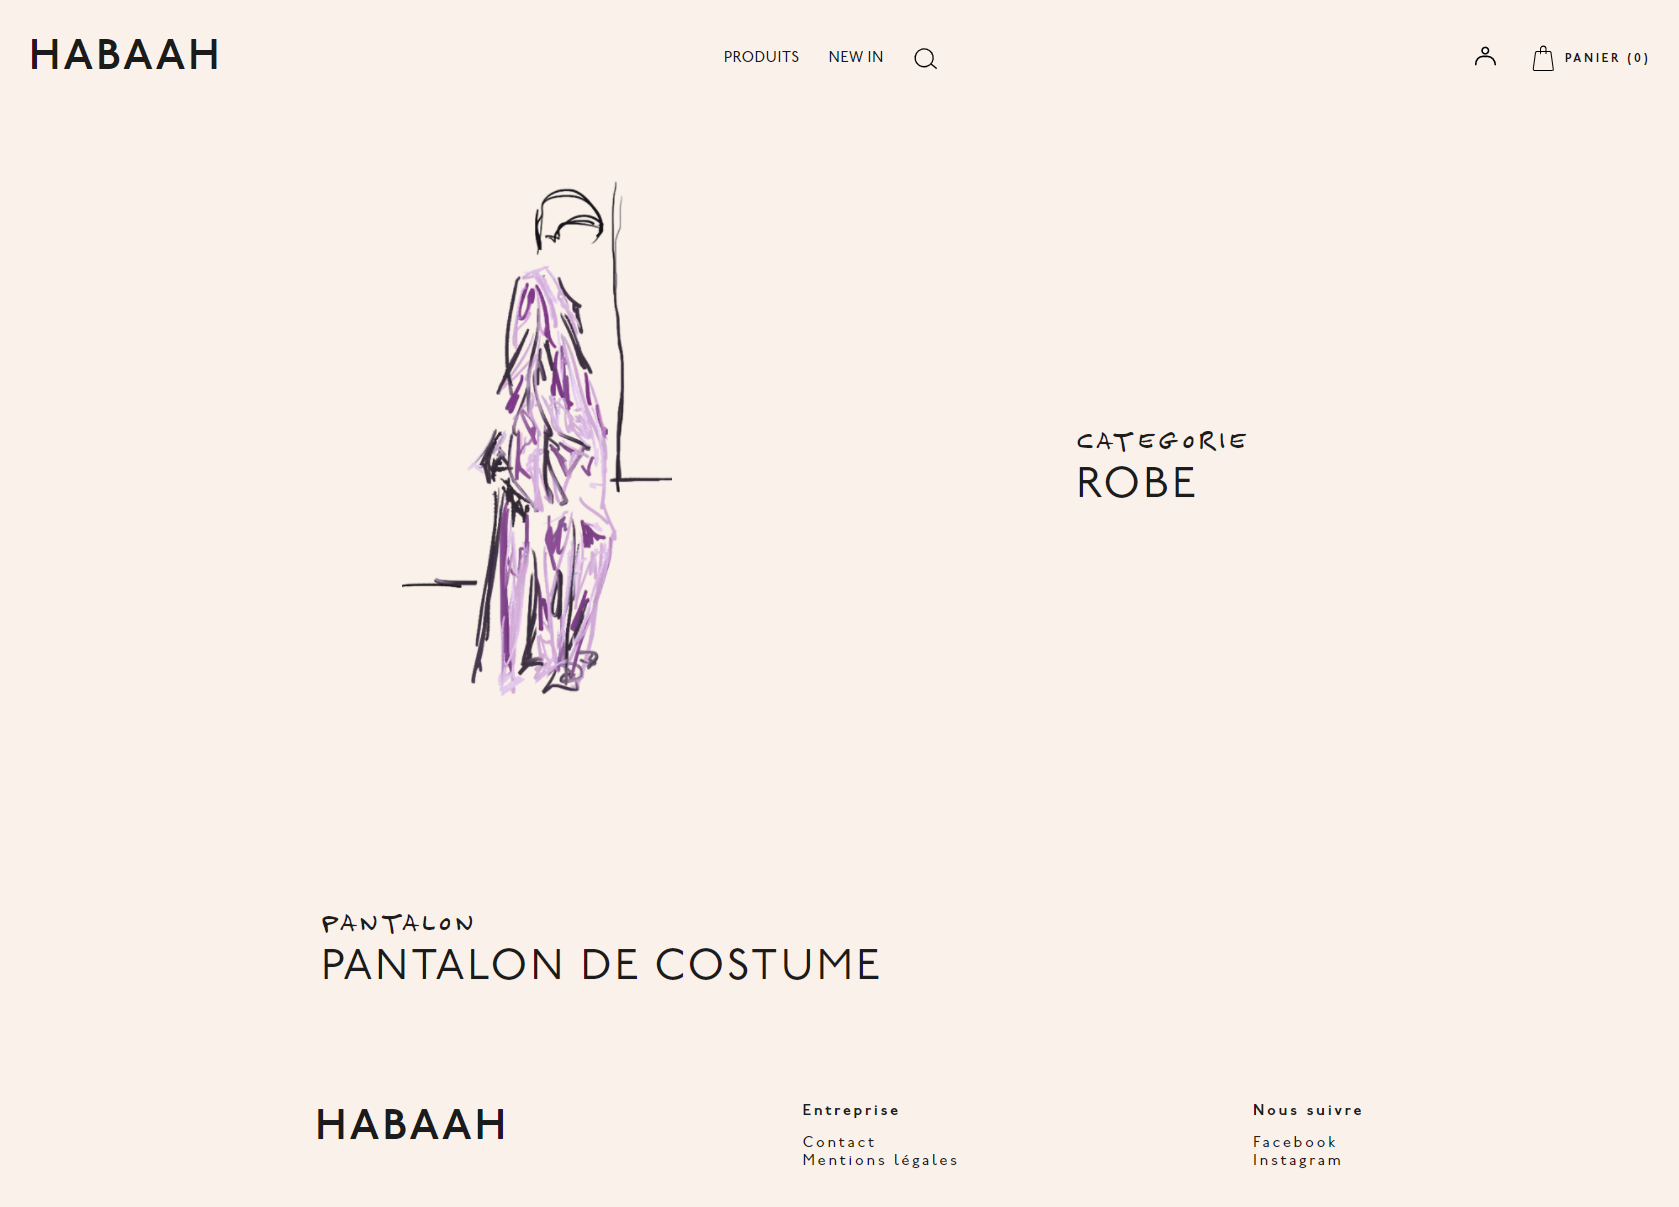 HABAAH
PRODUITS
NEW IN
PANIER (0)
CATEGORIE
ROBE
PANTALON
PANTALON DE COSTUME
HABAAH
Entreprise
Contact
Mentions légales
Nous suivre
Facebook
Instagram